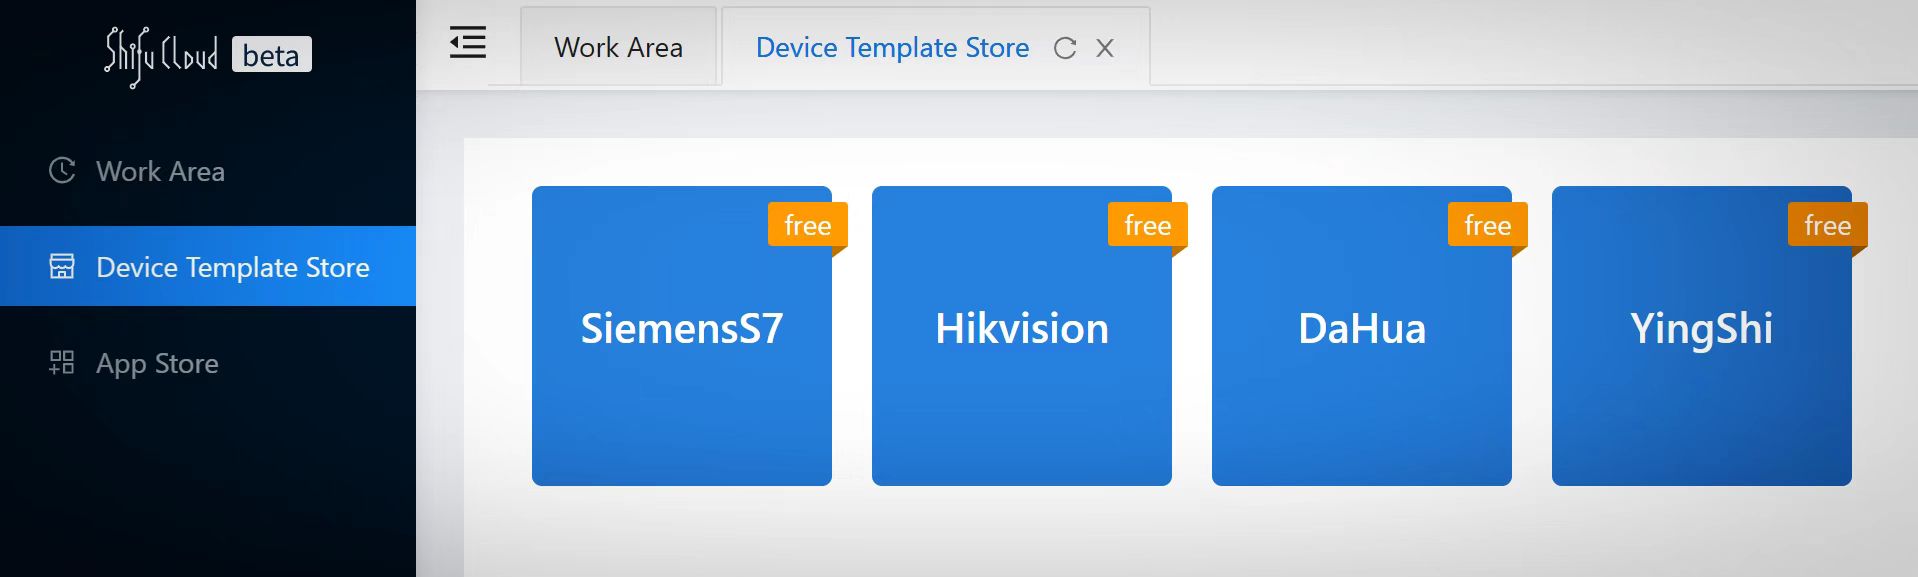 Shifu Cloud beta
Work Area
Device Template Store
App Store
Work Area Device Template Store
free
SiemensS7
free
Hikvision
free
DaHua
free
YingShi